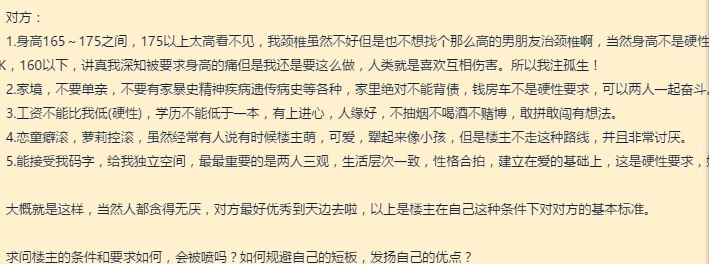 对方：
1.身高165～175之间，175以上太高看不见，我颈椎虽然不好但是也不想找个那么高的男朋友治颈椎啊，当然身高不是硬性
K，160以下，讲真我深知被要求身高的痛但是我还是要这么做，人类就是喜欢互相伤害。所以我注孤生！
2.家境，不要单亲，不要有家暴史精神疾病遗传病史等各种，家里绝对不能背债，钱房车不是硬性要求，可以两人一起奋斗。
3.工资不能比我低(硬性)，学历不能低于一本，有上进心，人缘好，不抽烟不喝酒不赌博，敢拼敢闯有想法。
4.恋童癖滚，萝莉控滚，虽然经常有人说有时候楼主萌，可爱，犟起来像小孩，但是楼主不走这种路线，并且非常讨厌。
5.能接受我码字，给我独立空间，最最重要的是两人三观，生活层次一致，性格合拍，建立在爱的基础上，这是硬性要求，
大概就是这样，当然人都贪得无厌，对方最好优秀到天边去啦，以上是楼主在自己这种条件下对对方的基本标准。
求问楼主的条件和要求如何，会被喷吗？如何规避自己的短板，发扬自己的优点？